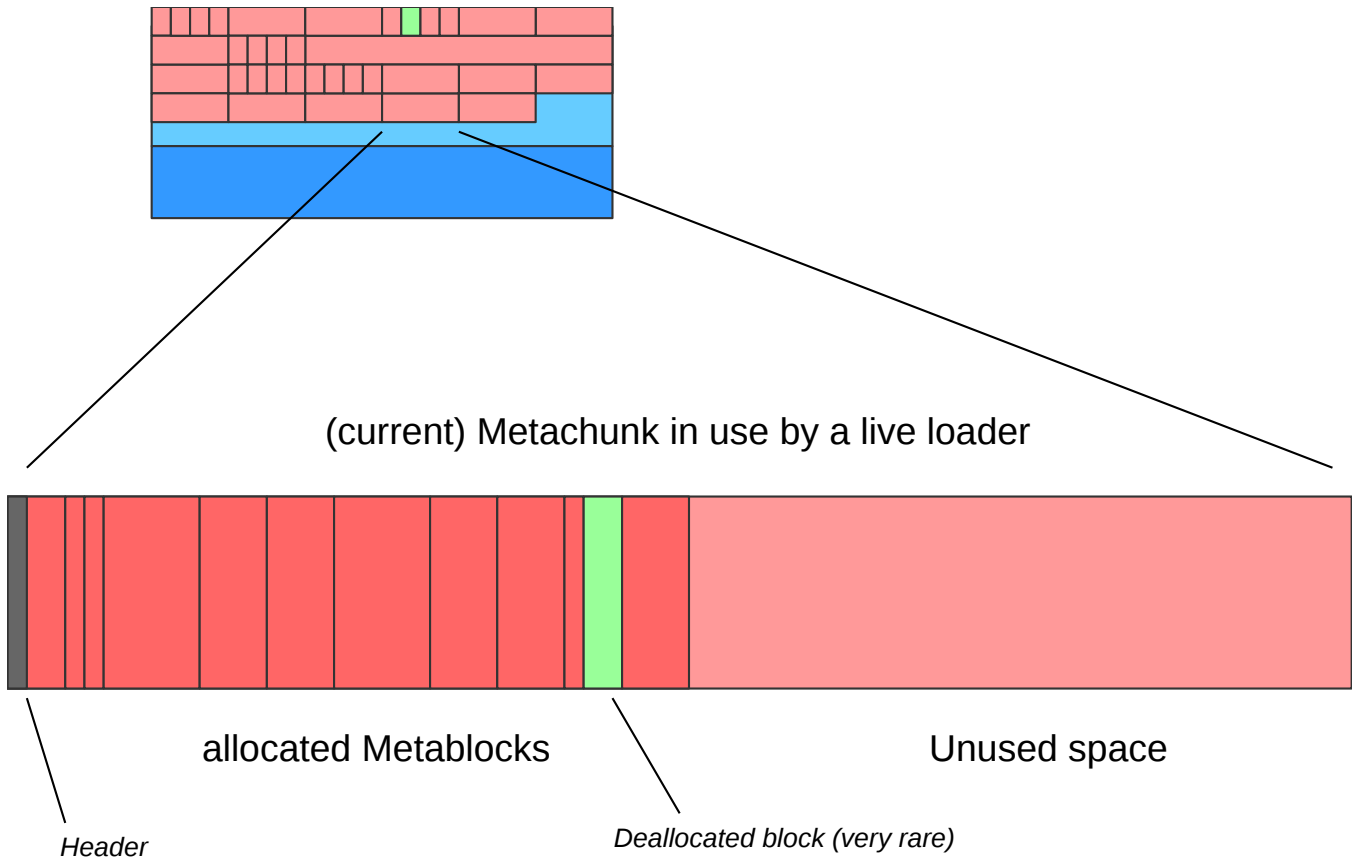 (current) Metachunk in use by a live loader
allocated Metablocks
Unused space
Header
Deallocated block (very rare)